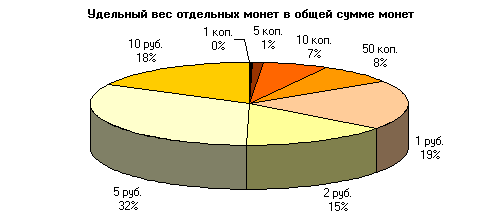 Удельный вес отдельных монет в общей сумме монет
1 коп.
0%
5 коп.
1%
10 коп.
7%
50 коп.
8%
1 руб.
19%
2 руб.
15%
5 руб.
32%
10 руб.
18%